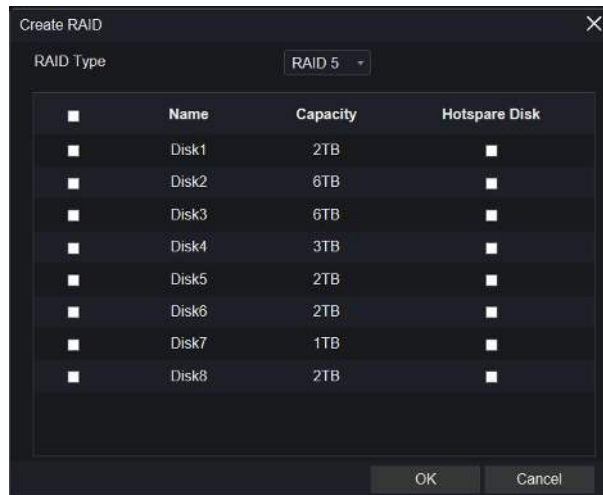 Create RAID
RAID Type RAID 5
Name Capacity Hotspare Disk
Disk1 2TB
Disk2 6TB
Disk3 6TB
Disk4 3TB
Disk5 2TB
Disk6 2TB
Disk7 1TB
Disk8 2TB
OK Cancel